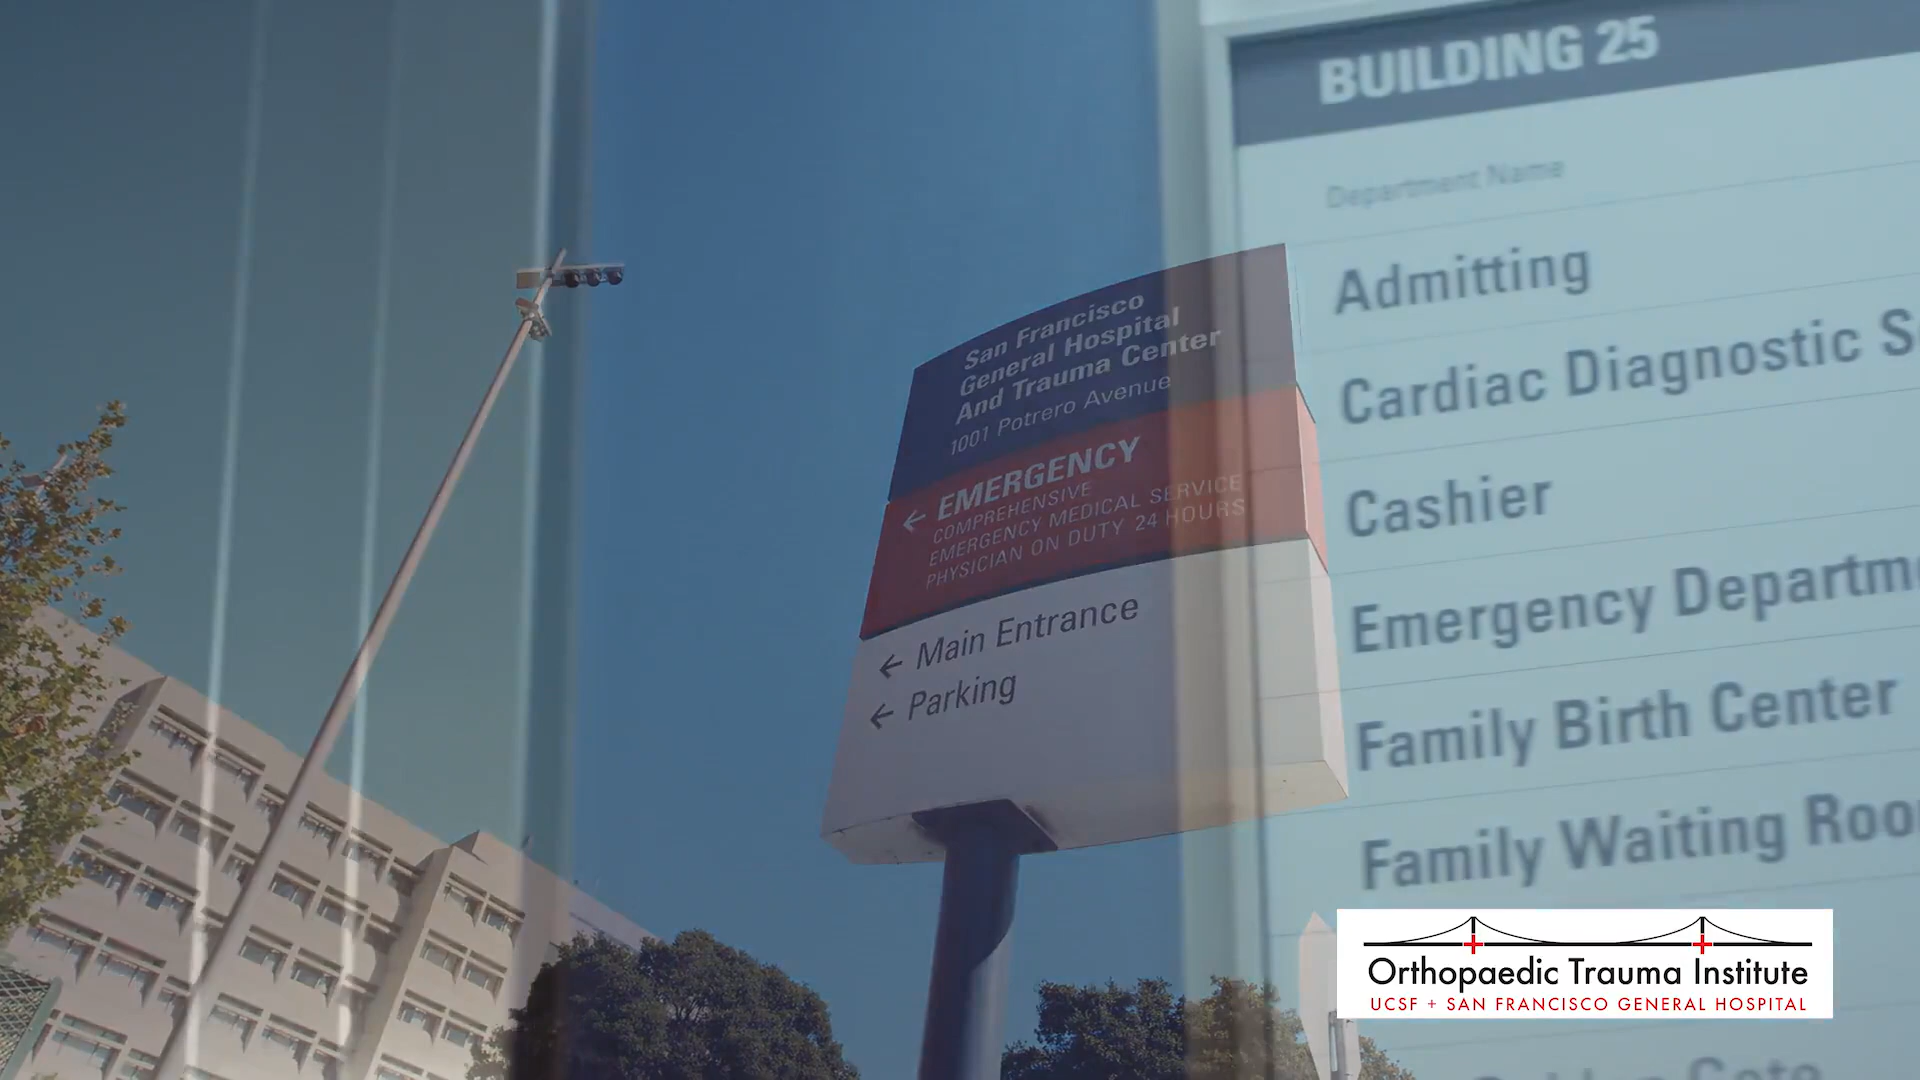 San Francisco
General Hospital
And Trauma Center
1001 Potrero Avenue
← EMERGENCY
COMPREHENSIVE
EMERGENCY MEDICAL SERVICE
PHYSICIAN ON DUTY 24 HOURS
← Main Entrance
← Parking
BUILDING 25
Department Name
Admitting
Cardiac Diagnostic S
Cashier
Emergency Departm
Family Birth Center
Family Waiting Roo
Orthopaedic Trauma Institute
UCSF + SAN FRANCISCO GENERAL HOSPITAL